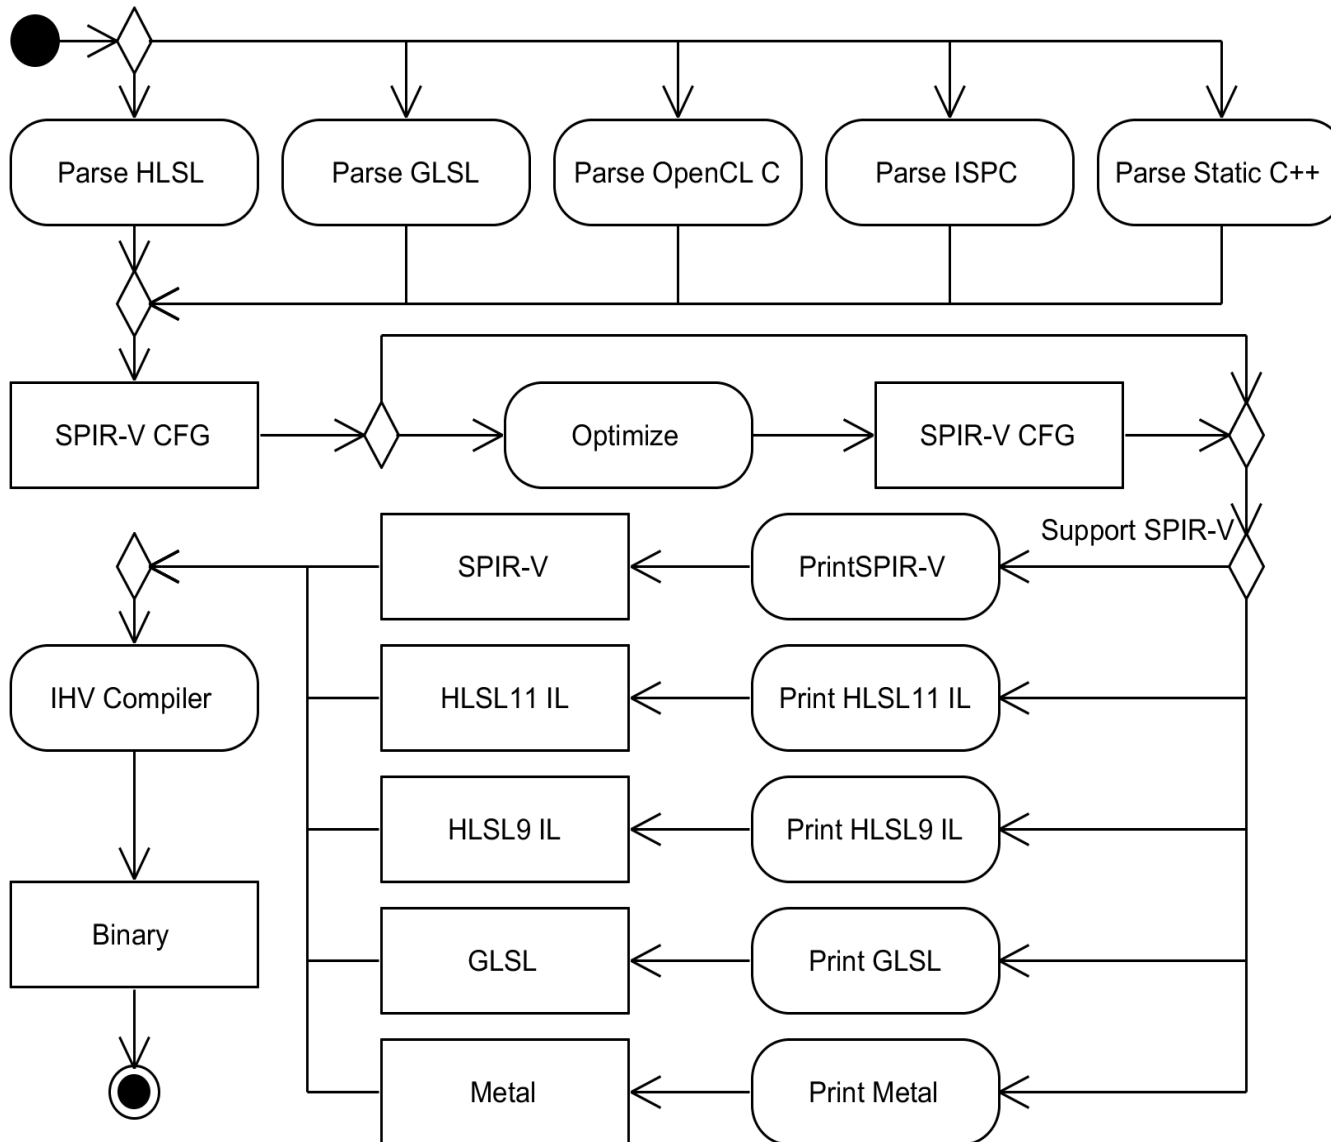 Parse HLSL
Parse GLSL
Parse OpenCL C
Parse ISPC
Parse Static C++
SPIR-V CFG
Optimize
SPIR-V CFG
Support SPIR-V
SPIR-V
PrintSPIR-V
IHV Compiler
HLSL11 IL
Print HLSL11 IL
HLSL9 IL
Print HLSL9 IL
Binary
GLSL
Print GLSL
Metal
Print Metal